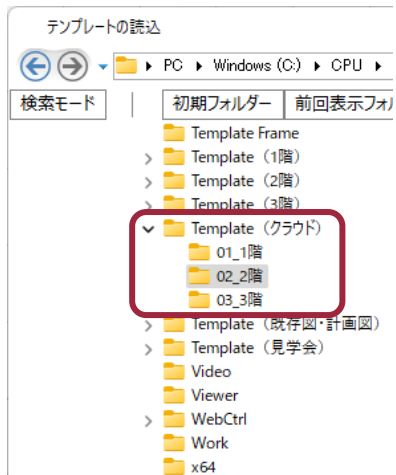 テンプレートの読込
PC Windows (C:) CPU
検索モード 初期フォルダー 前回表示フォル
Template Frame
Template（1階）
Template（2階）
Template（3階）
Template（クラウド）
01_1階
02_2階
03_3階
Template（既存図・計画図）
Template（見学会）
Video
Viewer
WebCtrl
Work
x64